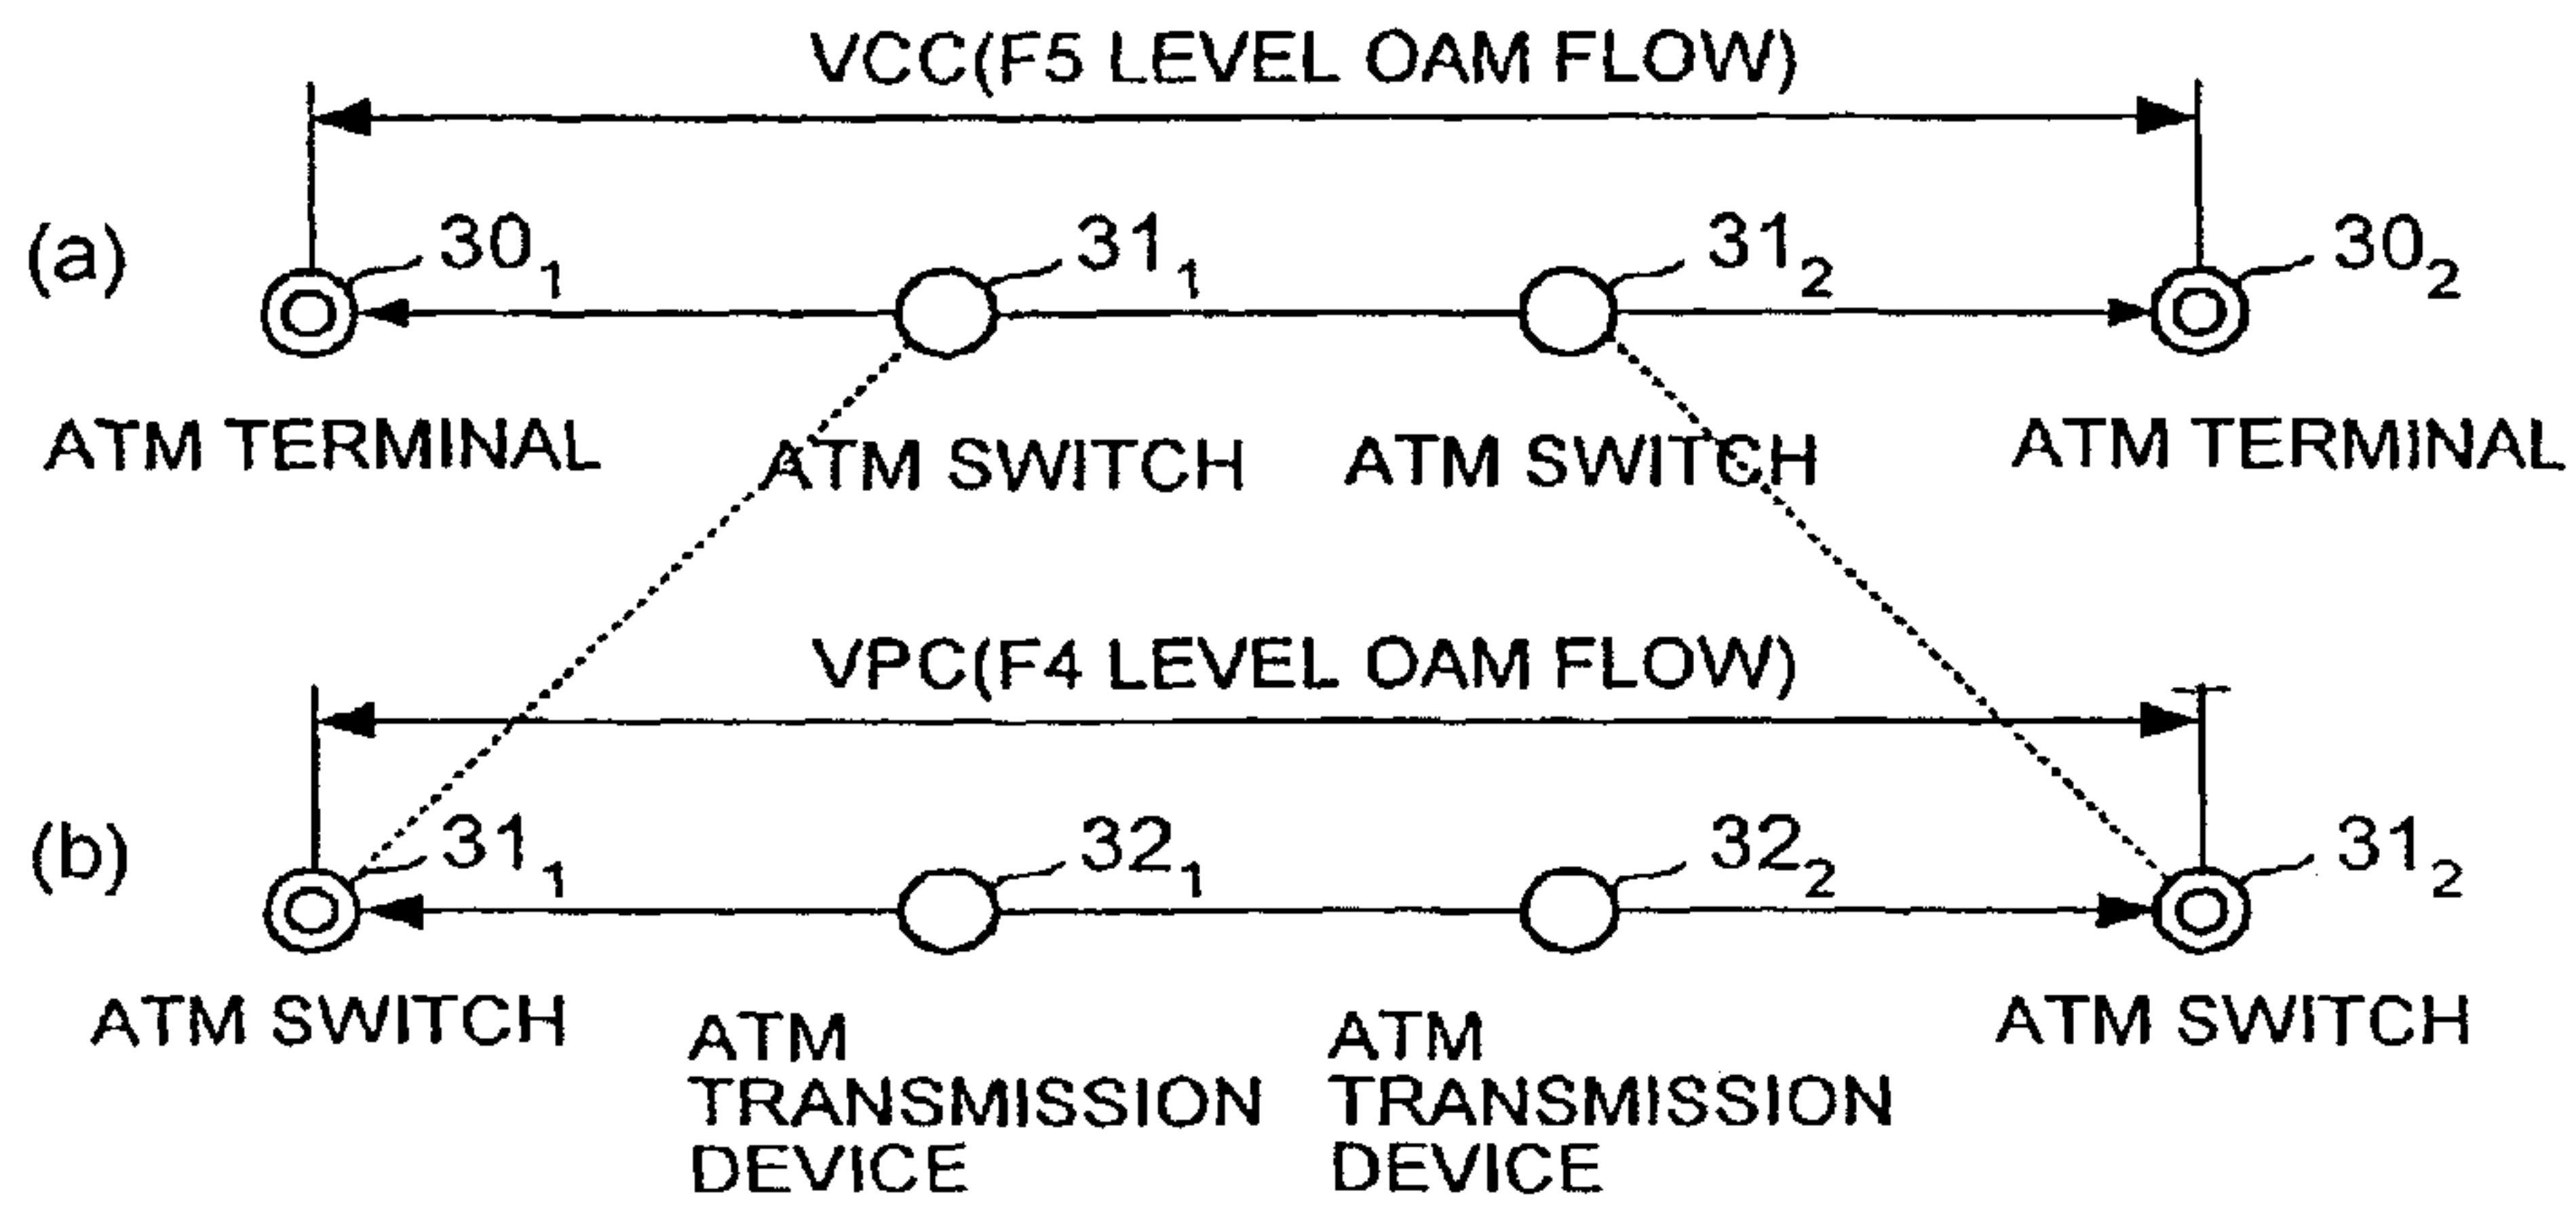 VCC(F5 LEVEL OAM FLOW)
(a)
30₁
31₁
31₂
30₂
ATM TERMINAL
ATM SWITCH
ATM SWITCH
ATM TERMINAL
VPC(F4 LEVEL OAM FLOW)
(b)
31₁
32₁
32₂
31₂
ATM SWITCH
ATM
TRANSMISSION
DEVICE
ATM
TRANSMISSION
DEVICE
ATM SWITCH